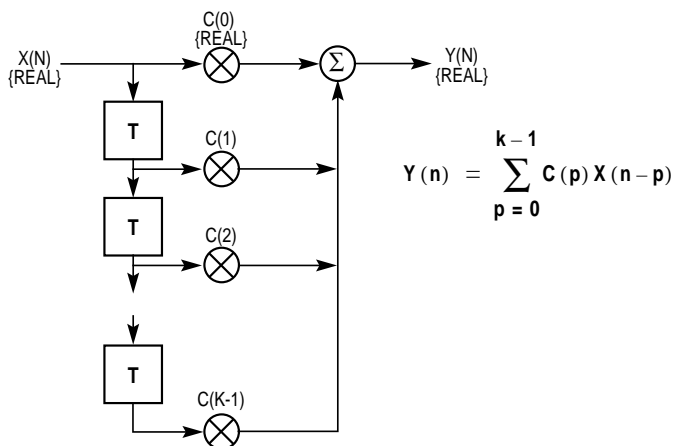 C(0)
{REAL}
X(N)
{REAL}
Σ
Y(N)
{REAL}
T
C(1)
T
C(2)
T
C(K-1)
k – 1
Y (n) = ∑ C (p) X (n – p)
p = 0